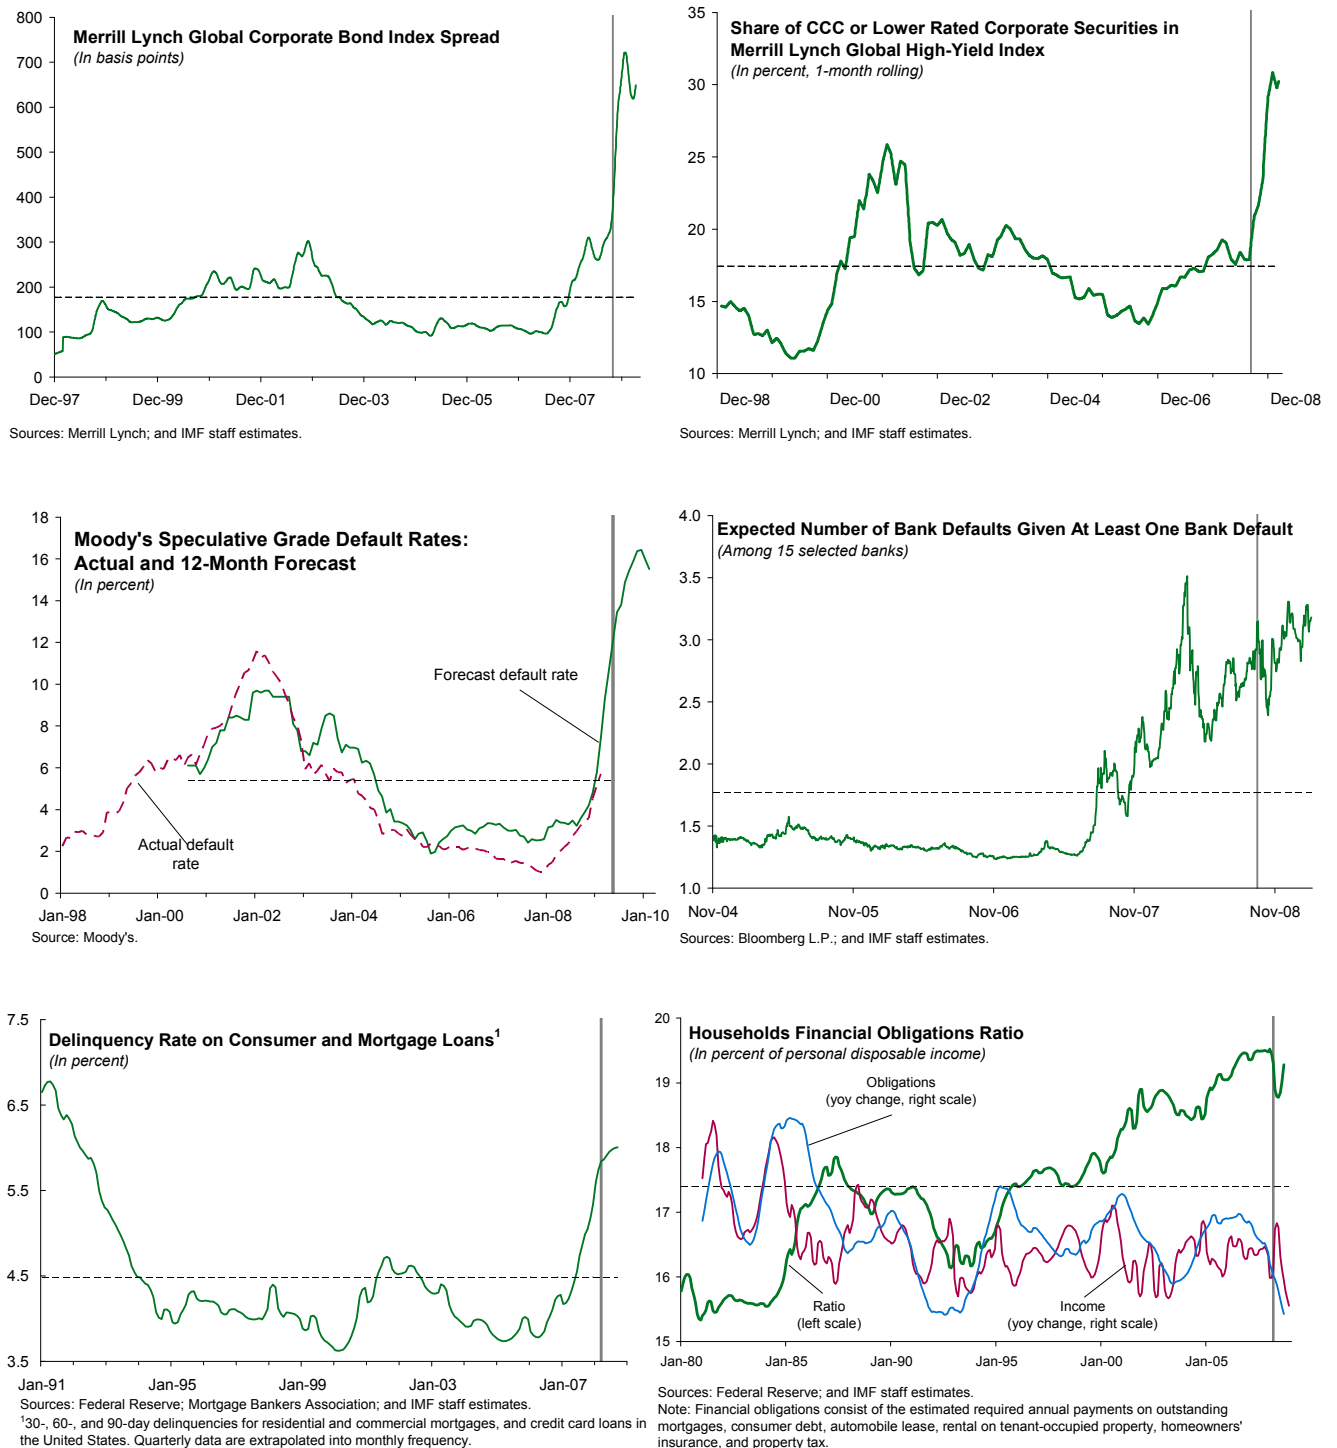 Merrill Lynch Global Corporate Bond Index Spread
(In basis points)
800
700
600
500
400
300
200
100
0
Dec-97 Dec-99 Dec-01 Dec-03 Dec-05 Dec-07
Sources: Merrill Lynch; and IMF staff estimates.
Share of CCC or Lower Rated Corporate Securities in
Merrill Lynch Global High-Yield Index
(In percent, 1-month rolling)
35
30
25
20
15
10
Dec-98 Dec-00 Dec-02 Dec-04 Dec-06 Dec-08
Sources: Merrill Lynch; and IMF staff estimates.
Moody's Speculative Grade Default Rates:
Actual and 12-Month Forecast
(In percent)
18
16
14
12
10
8
6
4
2
0
Forecast default rate
Actual default
rate
Jan-98 Jan-00 Jan-02 Jan-04 Jan-06 Jan-08 Jan-10
Source: Moody's.
Expected Number of Bank Defaults Given At Least One Bank Default
(Among 15 selected banks)
4.0
3.5
3.0
2.5
2.0
1.5
1.0
Nov-04 Nov-05 Nov-06 Nov-07 Nov-08
Sources: Bloomberg L.P.; and IMF staff estimates.
Delinquency Rate on Consumer and Mortgage Loans¹
(In percent)
7.5
6.5
5.5
4.5
3.5
Jan-91 Jan-95 Jan-99 Jan-03 Jan-07
Sources: Federal Reserve; Mortgage Bankers Association; and IMF staff estimates.
¹30-, 60-, and 90-day delinquencies for residential and commercial mortgages, and credit card loans in
the United States. Quarterly data are extrapolated into monthly frequency.
Households Financial Obligations Ratio
(In percent of personal disposable income)
20
19
18
17
16
15
Obligations
(yoy change, right scale)
Ratio
(left scale)
Income
(yoy change, right scale)
Jan-80 Jan-85 Jan-90 Jan-95 Jan-00 Jan-05
Sources: Federal Reserve; and IMF staff estimates.
Note: Financial obligations consist of the estimated required annual payments on outstanding
mortgages, consumer debt, automobile lease, rental on tenant-occupied property, homeowners'
insurance, and property tax.